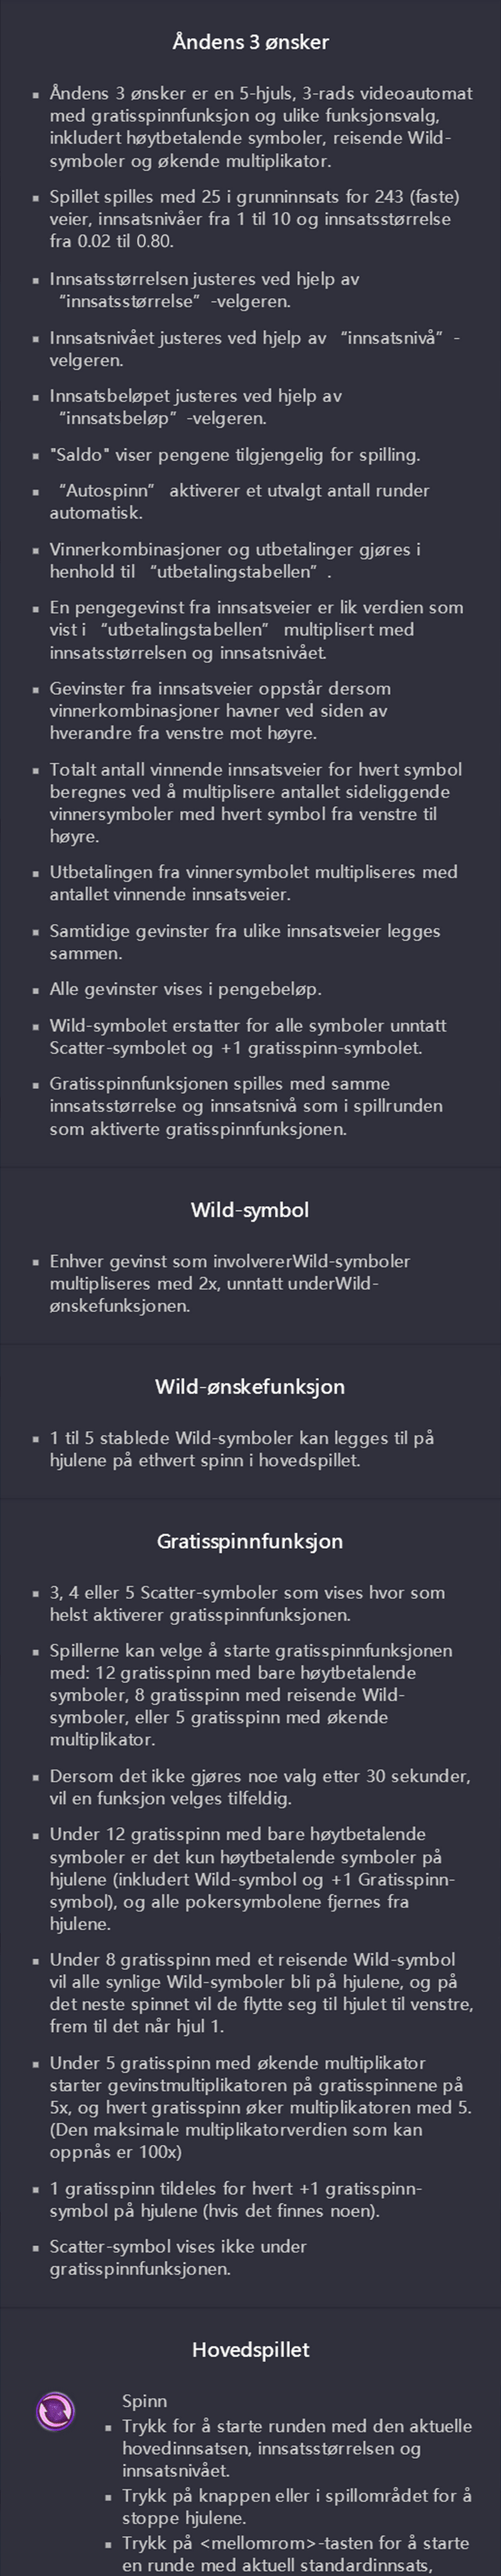 Åndens 3 ønsker
▪ Åndens 3 ønsker er en 5-hjuls, 3-rads videoautomat
med gratisspinnfunksjon og ulike funksjonsvalg,
inkludert høytbetalende symboler, reisende Wild-
symboler og økende multiplikator.
▪ Spillet spilles med 25 i grunninnsats for 243 (faste)
veier, innsatsnivåer fra 1 til 10 og innsatsstørrelse
fra 0.02 til 0.80.
▪ Innsatsstørrelsen justeres ved hjelp av
“innsatsstørrelse” -velgeren.
▪ Innsatsnivået justeres ved hjelp av “innsatsnivå” -
velgeren.
▪ Innsatsbeløpet justeres ved hjelp av
“innsatsbeløp” -velgeren.
▪ "Saldo" viser pengene tilgjengelig for spilling.
▪ “Autospinn” aktiverer et utvalgt antall runder
automatisk.
▪ Vinnerkombinasjoner og utbetalinger gjøres i
henhold til “utbetalingstabellen” .
▪ En pengegevinst fra innsatsveier er lik verdien som
vist i “utbetalingstabellen” multiplisert med
innsatsstørrelsen og innsatsnivået.
▪ Gevinster fra innsatsveier oppstår dersom
vinnerkombinasjoner havner ved siden av
hverandre fra venstre mot høyre.
▪ Totalt antall vinnende innsatsveier for hvert symbol
beregnes ved å multiplisere antallet sideliggende
vinnersymboler med hvert symbol fra venstre til
høyre.
▪ Utbetalingen fra vinnersymbolet multipliseres med
antallet vinnende innsatsveier.
▪ Samtidige gevinster fra ulike innsatsveier legges
sammen.
▪ Alle gevinster vises i pengebeløp.
▪ Wild-symbolet erstatter for alle symboler unntatt
Scatter-symbolet og +1 gratisspinn-symbolet.
▪ Gratisspinnfunksjonen spilles med samme
innsatsstørrelse og innsatsnivå som i spillrunden
som aktiverte gratisspinnfunksjonen.
Wild-symbol
▪ Enhver gevinst som involvererWild-symboler
multipliseres med 2x, unntatt underWild-
ønskefunksjonen.
Wild-ønskefunksjon
▪ 1 til 5 stablede Wild-symboler kan legges til på
hjulene på ethvert spinn i hovedspillet.
Gratisspinnfunksjon
▪ 3, 4 eller 5 Scatter-symboler som vises hvor som
helst aktiverer gratisspinnfunksjonen.
▪ Spillerne kan velge å starte gratisspinnfunksjonen
med: 12 gratisspinn med bare høytbetalende
symboler, 8 gratisspinn med reisende Wild-
symboler, eller 5 gratisspinn med økende
multiplikator.
▪ Dersom det ikke gjøres noe valg etter 30 sekunder,
vil en funksjon velges tilfeldig.
▪ Under 12 gratisspinn med bare høytbetalende
symboler er det kun høytbetalende symboler på
hjulene (inkludert Wild-symbol og +1 Gratisspinn-
symbol), og alle pokersymbolene fjernes fra
hjulene.
▪ Under 8 gratisspinn med et reisende Wild-symbol
vil alle synlige Wild-symboler bli på hjulene, og på
det neste spinnet vil de flytte seg til hjulet til venstre,
frem til det når hjul 1.
▪ Under 5 gratisspinn med økende multiplikator
starter gevinstmultiplikatoren på gratisspinnene på
5x, og hvert gratisspinn øker multiplikatoren med 5.
(Den maksimale multiplikatorverdien som kan
oppnås er 100x)
▪ 1 gratisspinn tildeles for hvert +1 gratisspinn-
symbol på hjulene (hvis det finnes noen).
▪ Scatter-symbol vises ikke under
gratisspinnfunksjonen.
Hovedspillet
Spinn
▪ Trykk for å starte runden med den aktuelle
hovedinnsatsen, innsatsstørrelsen og
innsatsnivået.
▪ Trykk på knappen eller i spillområdet for å
stoppe hjulene.
▪ Trykk på <mellomrom>-tasten for å starte
en runde med aktuell standardinnsats,